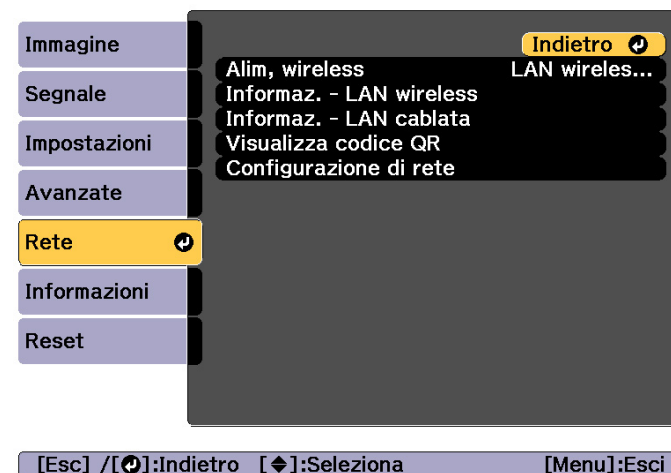 Immagine
Segnale
Impostazioni
Avanzate
Rete
Informazioni
Reset
Indietro
Alim, wireless LAN wireles...
Informaz. - LAN wireless
Informaz. - LAN cablata
Visualizza codice QR
Configurazione di rete
[Esc] /[⏎]:Indietro [◆]:Seleziona [Menu]:Esci